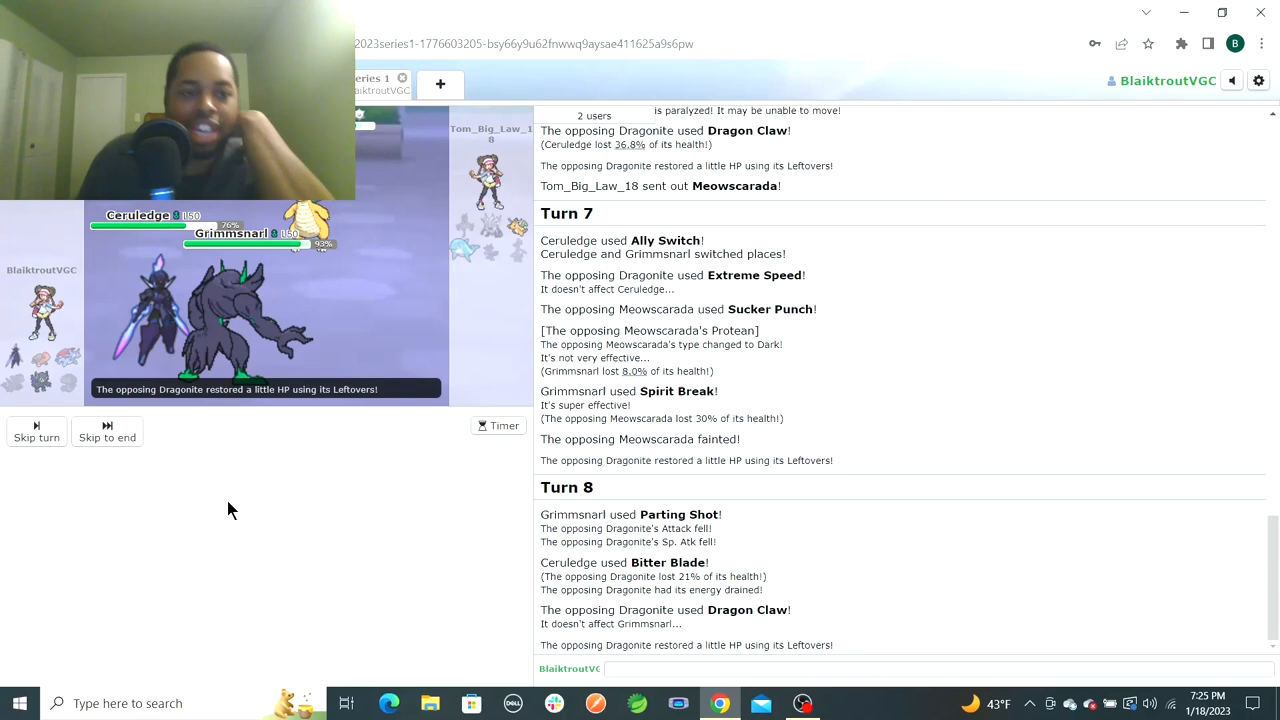 2023series1-1776603205-bsy66y9u62fnwwq9aysae411625a9s6pw
B
eries 1
aiktroutVGC
+
BlaiktroutVGC
2 users
is paralyzed! It may be unable to move!
The opposing Dragonite used Dragon Claw!
(Ceruledge lost 36.8% of its health!)
The opposing Dragonite restored a little HP using its Leftovers!
Tom_Big_Law_18 sent out Meowscarada!
Turn 7
Ceruledge used Ally Switch!
Ceruledge and Grimmsnarl switched places!
The opposing Dragonite used Extreme Speed!
It doesn't affect Ceruledge...
The opposing Meowscarada used Sucker Punch!
[The opposing Meowscarada's Protean]
The opposing Meowscarada's type changed to Dark!
It's not very effective...
(Grimmsnarl lost 8.0% of its health!)
Grimmsnarl used Spirit Break!
It's super effective!
(The opposing Meowscarada lost 30% of its health!)
The opposing Meowscarada fainted!
The opposing Dragonite restored a little HP using its Leftovers!
Turn 8
Grimmsnarl used Parting Shot!
The opposing Dragonite's Attack fell!
The opposing Dragonite's Sp. Atk fell!
Ceruledge used Bitter Blade!
(The opposing Dragonite lost 21% of its health!)
The opposing Dragonite had its energy drained!
The opposing Dragonite used Dragon Claw!
It doesn't affect Grimmsnarl...
The opposing Dragonite restored a little HP using its Leftovers!
BlaiktroutVC
Tom_Big_Law_1
8
Ceruledge L50
76%
Grimmsnarl L50
93%
BlaiktroutVGC
The opposing Dragonite restored a little HP using its Leftovers!
Skip turn
Skip to end
Timer
Type here to search
DELL
43°F
7:25 PM
1/18/2023